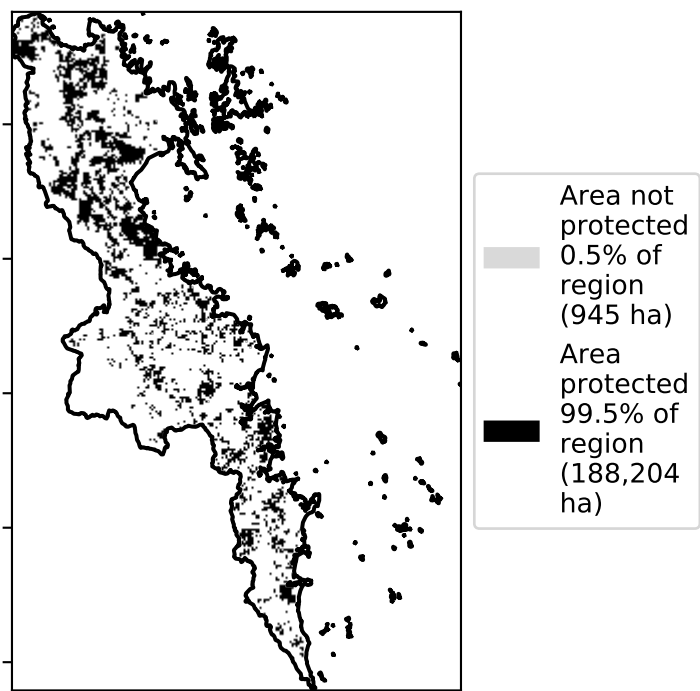 Area not
protected
0.5% of
region
(945 ha)
Area
protected
99.5% of
region
(188,204
ha)